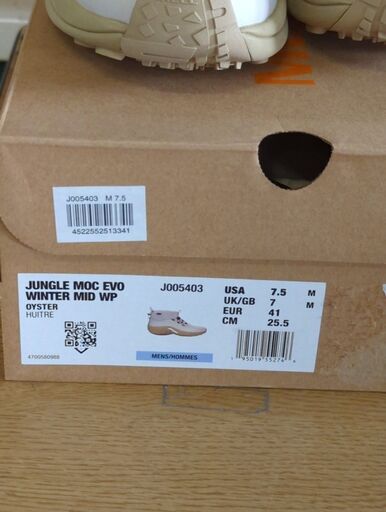 M
J005403 M 7.5
4522552513341
JUNGLE MOC EVO
WINTER MID WP
OYSTER
HUITRE
4700580988
J005403
MENS/HOMMES
USA 7.5 M
UK/GB 7 M
EUR 41
CM 25.5